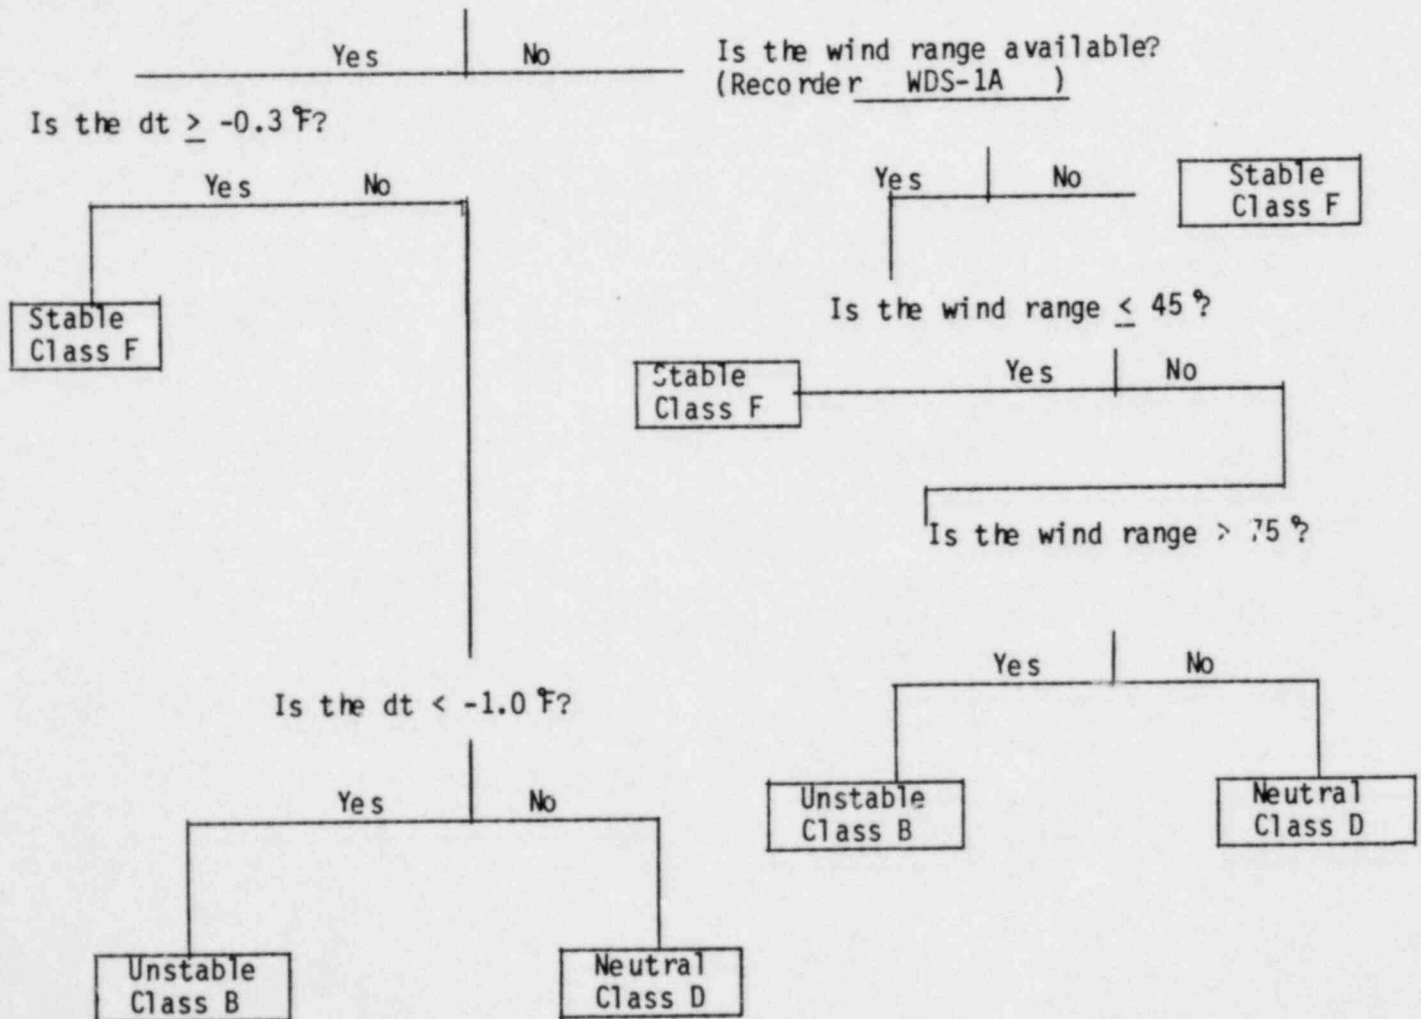 Yes No
Is the wind range available?
(Recorder WDS-1A )
Is the dt ≥ -0.3 °F?
Yes No
Yes No
Stable
Class F
Stable
Class F
Is the wind range ≤ 45°?
Stable
Class F
Yes No
Is the wind range > 75°?
Yes No
Is the dt < -1.0 °F?
Yes No
Unstable
Class B
Neutral
Class D
Unstable
Class B
Neutral
Class D